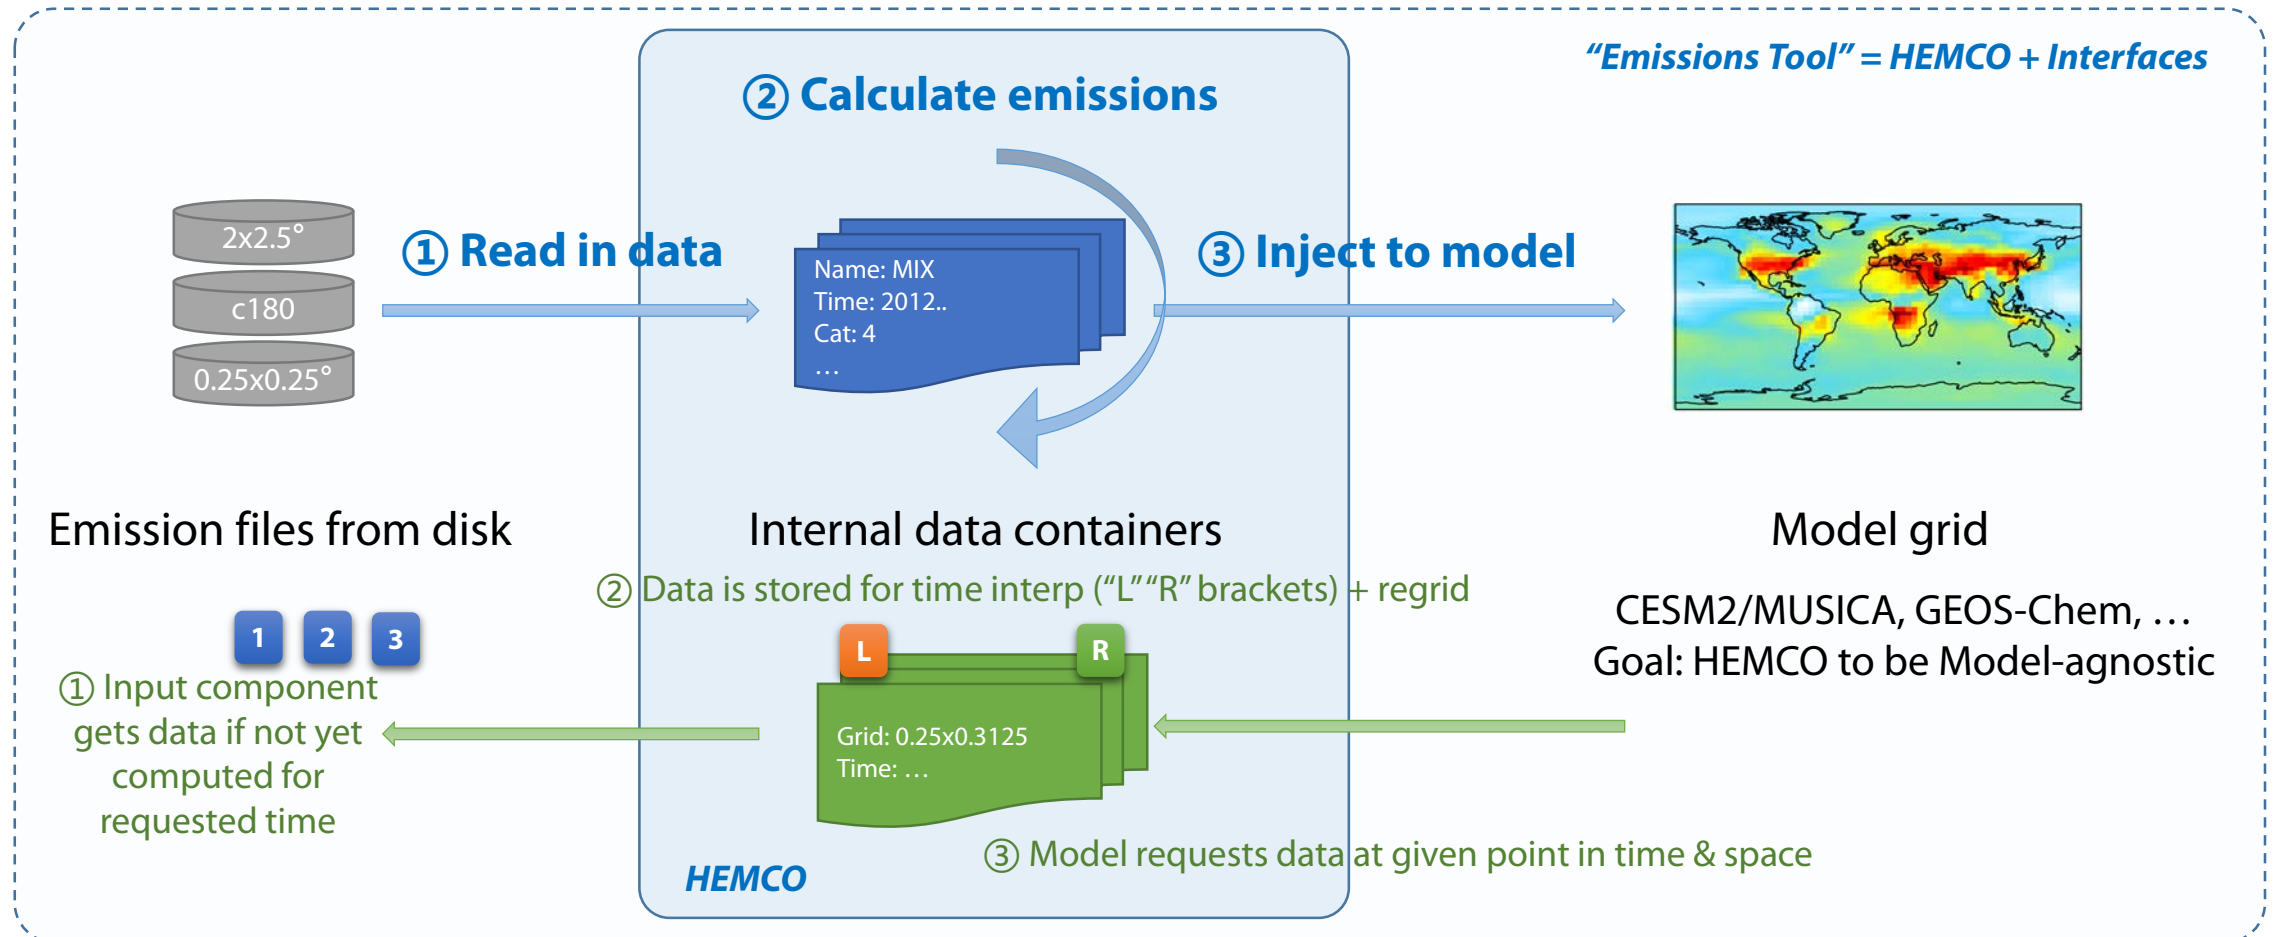 “Emissions Tool” = HEMCO + Interfaces
② Calculate emissions
2x2.5°
c180
0.25x0.25°
① Read in data
Name: MIX
Time: 2012..
Cat: 4
…
③ Inject to model
Emission files from disk
Internal data containers
Model grid
② Data is stored for time interp (“L”“R” brackets) + regrid
CESM2/MUSICA, GEOS-Chem, …
Goal: HEMCO to be Model-agnostic
1 2 3
① Input component
gets data if not yet
computed for
requested time
L R
Grid: 0.25x0.3125
Time: …
③ Model requests data at given point in time & space
HEMCO